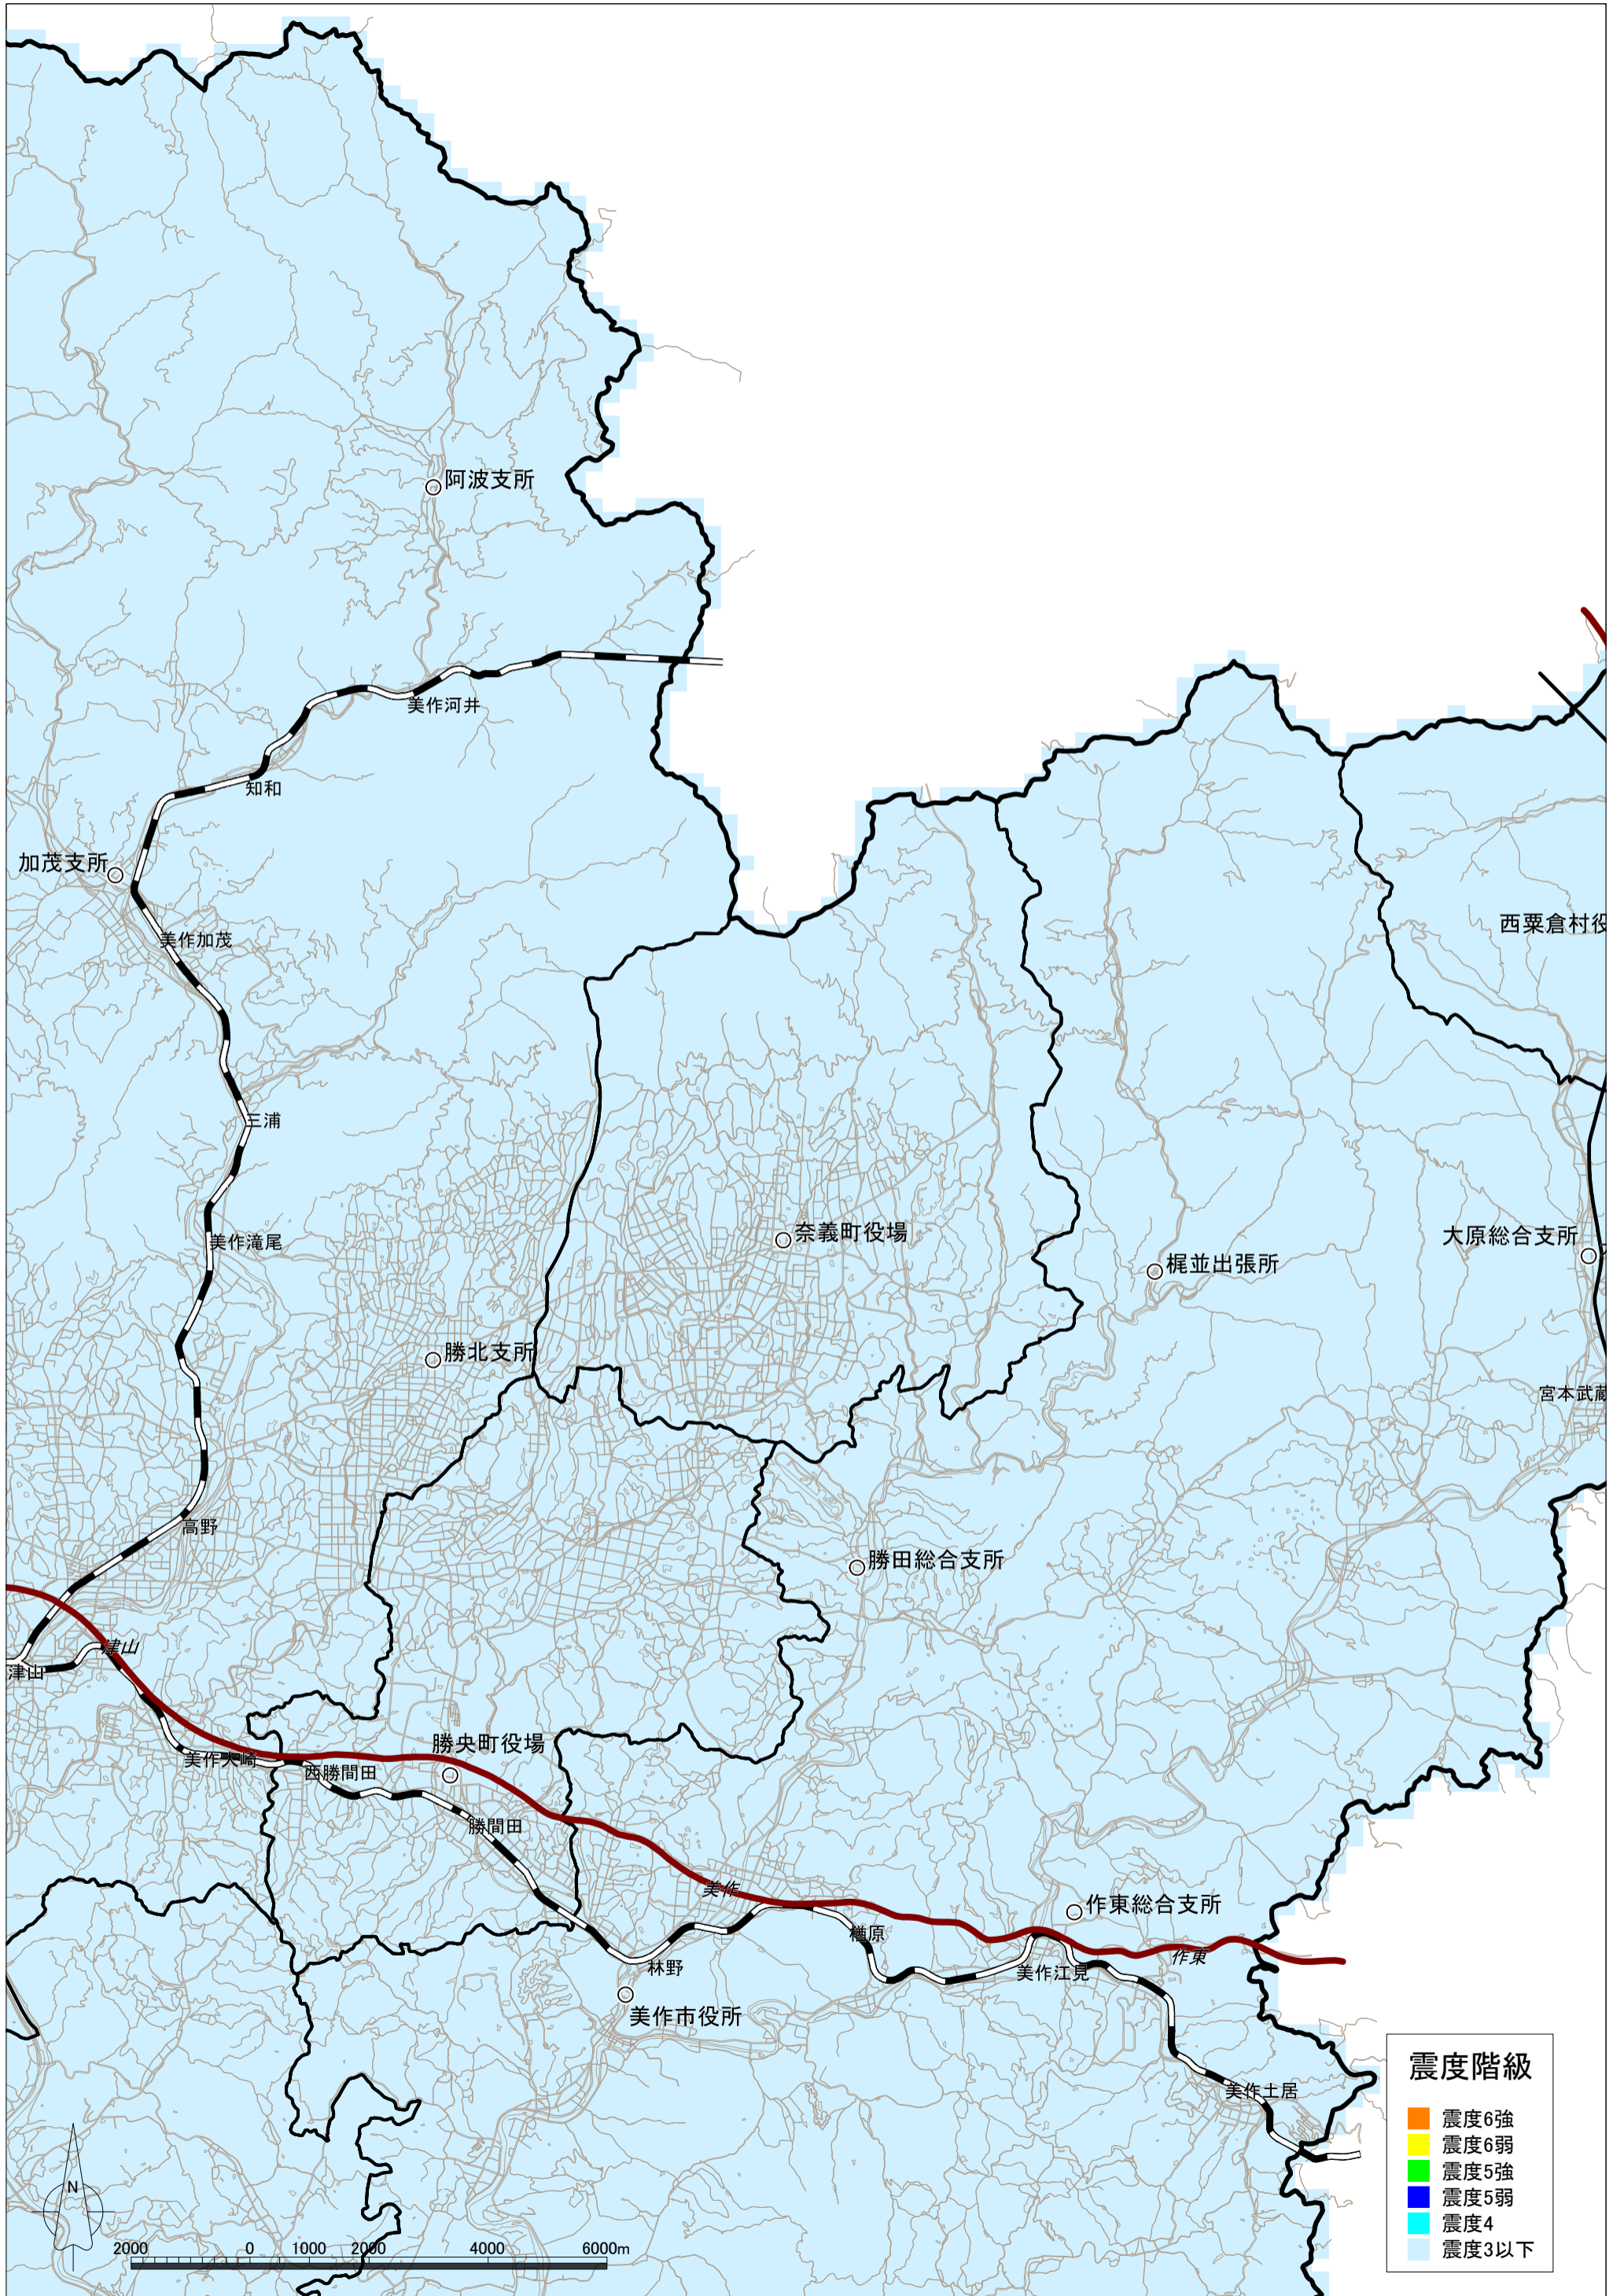 阿波支所
美作河井
知和
加茂支所
西粟倉村役
美作加茂
三浦
奈義町役場
大原総合支所
美作滝尾
梶並出張所
勝北支所
宮本武蔵
高野
勝田総合支所
津山
津山
勝央町役場
美作大崎
西勝間田
勝間田
美作
作東総合支所
楢原
作東
林野
美作江見
美作市役所
震度階級
美作土居
震度6強
震度6弱
震度5強
震度5弱
震度4
震度3以下
N
2000 0 1000 2000 4000 6000m